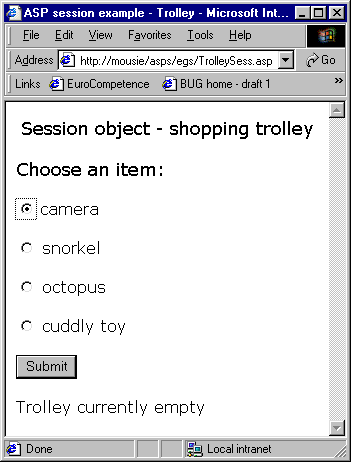 ASP session example - Trolley - Microsoft Int...
File Edit View Favorites Tools Help
Address http://mousie/asps/egs/TrolleySess.asp Go
Links EuroCompetence BUG home - draft 1
Session object - shopping trolley
Choose an item:
camera
snorkel
octopus
cuddly toy
Submit
Trolley currently empty
Done Local intranet